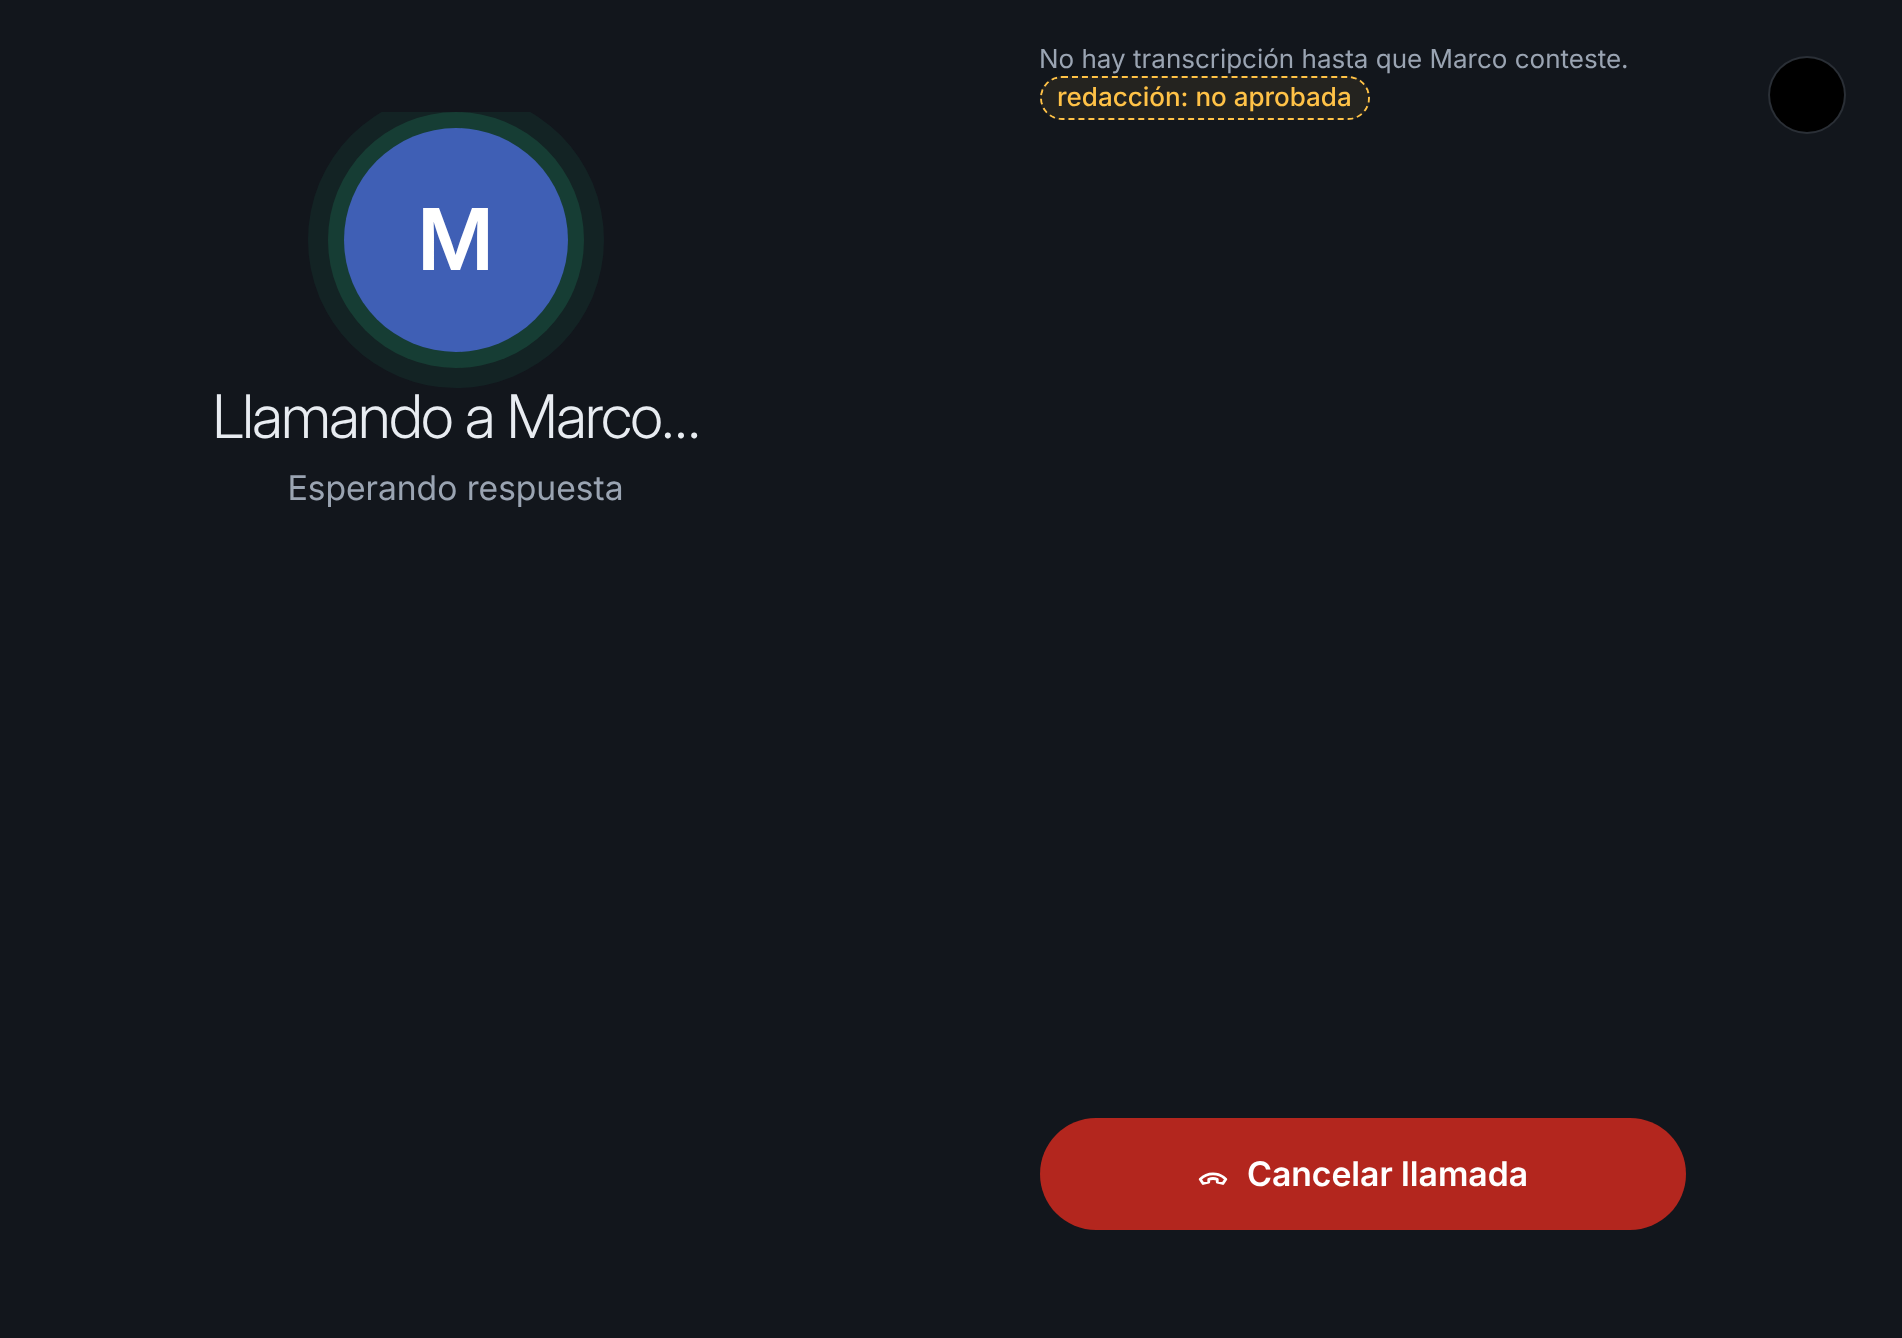 M
Llamando a Marco...
Esperando respuesta
No hay transcripción hasta que Marco conteste.
redacción: no aprobada
Cancelar llamada